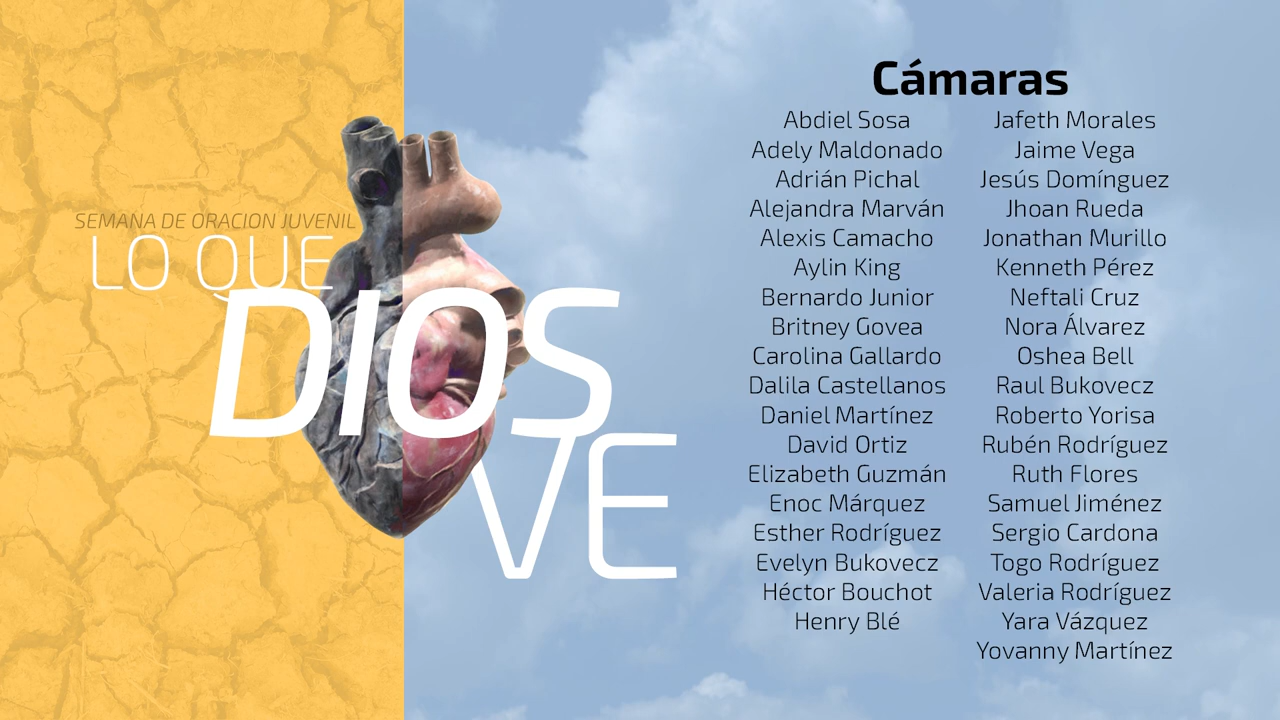 SEMANA DE ORACION JUVENIL
LO QUE
DIOS
VE
Cámaras
Abdiel Sosa
Adely Maldonado
Adrián Pichal
Alejandra Marván
Alexis Camacho
Aylin King
Bernardo Junior
Britney Govea
Carolina Gallardo
Dalila Castellanos
Daniel Martínez
David Ortiz
Elizabeth Guzmán
Enoc Márquez
Esther Rodríguez
Evelyn Bukovecz
Héctor Bouchot
Henry Blé
Jafeth Morales
Jaime Vega
Jesús Domínguez
Jhoan Rueda
Jonathan Murillo
Kenneth Pérez
Neftali Cruz
Nora Álvarez
Oshea Bell
Raul Bukovecz
Roberto Yorisa
Rubén Rodríguez
Ruth Flores
Samuel Jiménez
Sergio Cardona
Togo Rodríguez
Valeria Rodríguez
Yara Vázquez
Yovanny Martínez